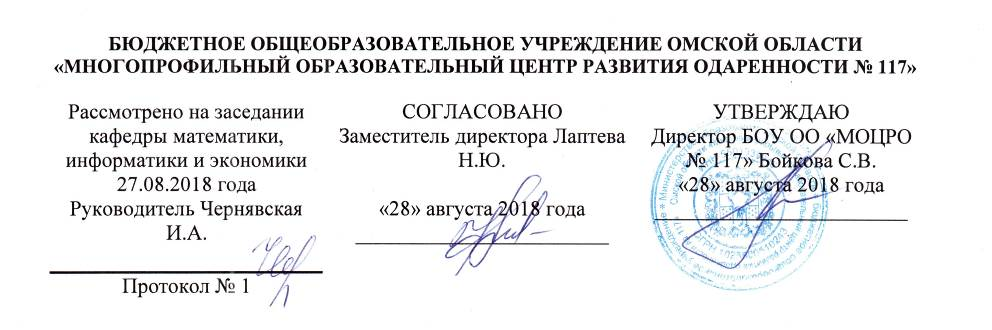 БЮДЖЕТНОЕ ОБЩЕОБРАЗОВАТЕЛЬНОЕ УЧРЕЖДЕНИЕ ОМСКОЙ ОБЛАСТИ
«МНОГОПРОФИЛЬНЫЙ ОБРАЗОВАТЕЛЬНЫЙ ЦЕНТР РАЗВИТИЯ ОДАРЕННОСТИ № 117»
Рассмотрено на заседании
кафедры математики,
информатики и экономики
27.08.2018 года
Руководитель Чернявская
И.А.
Протокол № 1
СОГЛАСОВАНО
Заместитель директора Лаптева
Н.Ю.
«28» августа 2018 года
УТВЕРЖДАЮ
Директор БОУ ОО «МОЦРО
№ 117» Бойкова С.В.
«28» августа 2018 года